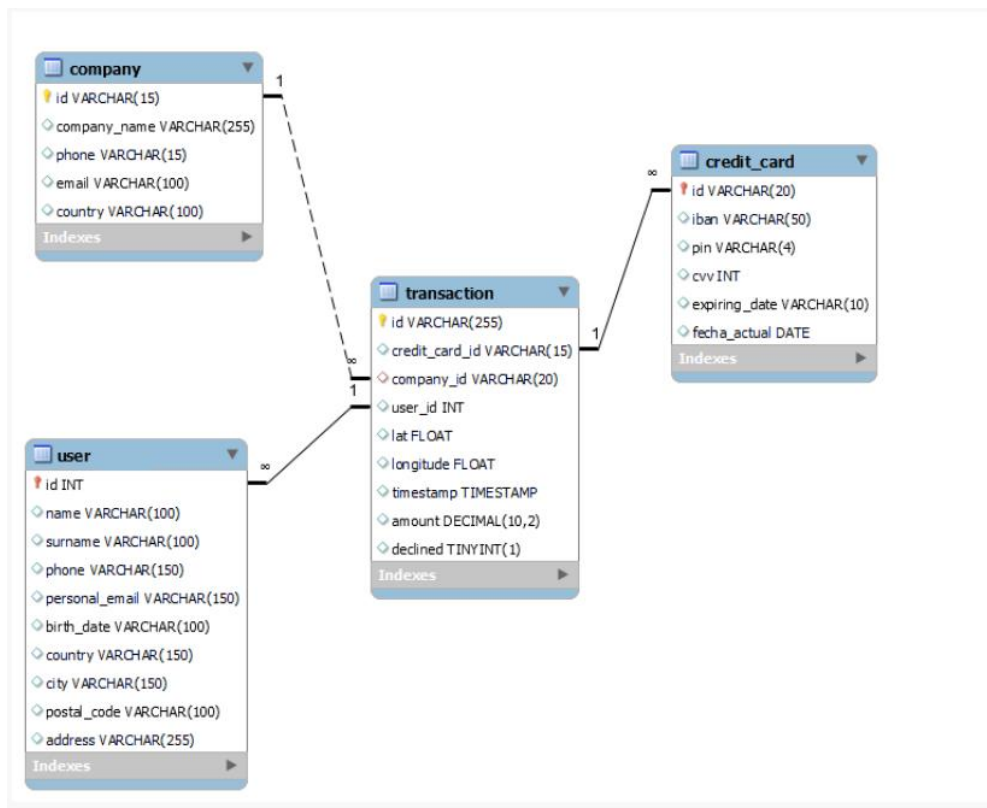 company
id VARCHAR(15)
company_name VARCHAR(255)
phone VARCHAR(15)
email VARCHAR(100)
country VARCHAR(100)
Indexes
1
∞
credit_card
id VARCHAR(20)
iban VARCHAR(50)
pin VARCHAR(4)
cvv INT
expiring_date VARCHAR(10)
fecha_actual DATE
Indexes
transaction
id VARCHAR(255)
credit_card_id VARCHAR(15)
company_id VARCHAR(20)
user_id INT
lat FLOAT
longitude FLOAT
timestamp TIMESTAMP
amount DECIMAL(10,2)
declined TINYINT(1)
Indexes
1
∞
1
user
id INT
name VARCHAR(100)
surname VARCHAR(100)
phone VARCHAR(150)
personal_email VARCHAR(150)
birth_date VARCHAR(100)
country VARCHAR(150)
city VARCHAR(150)
postal_code VARCHAR(100)
address VARCHAR(255)
Indexes
∞